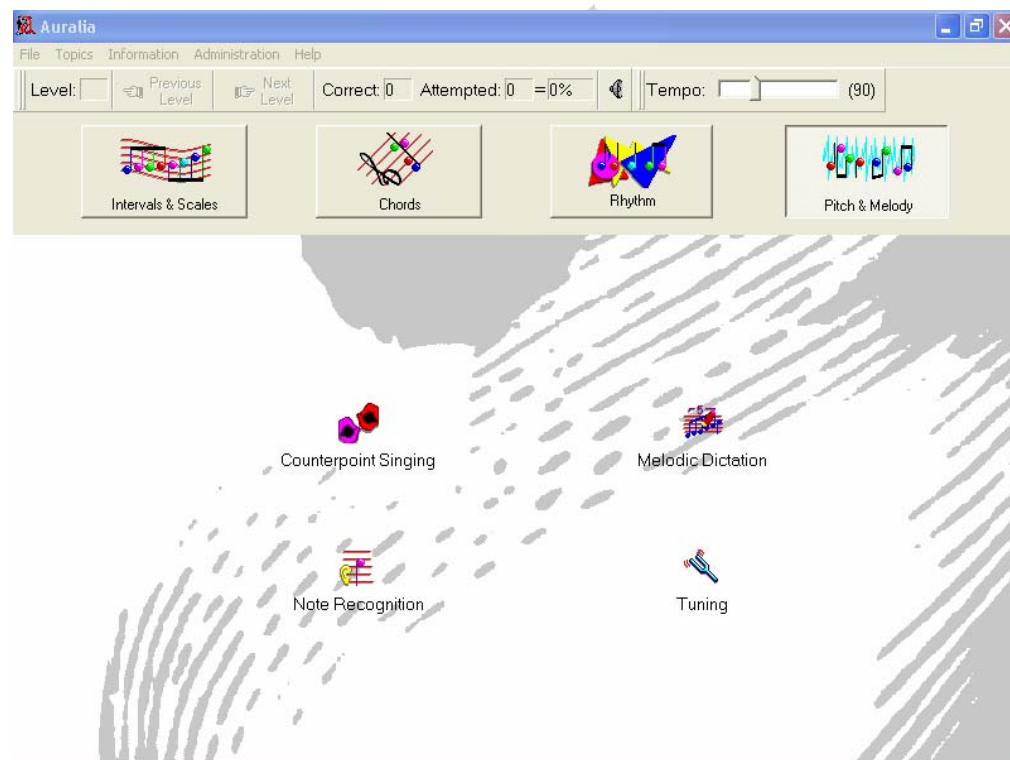 Auralia
File Topics Information Administration Help
Level: Previous Level Next Level Correct: 0 Attempted: 0 =0% Tempo: (90)
Intervals & Scales Chords Rhythm Pitch & Melody
Counterpoint Singing Melodic Dictation
Note Recognition Tuning